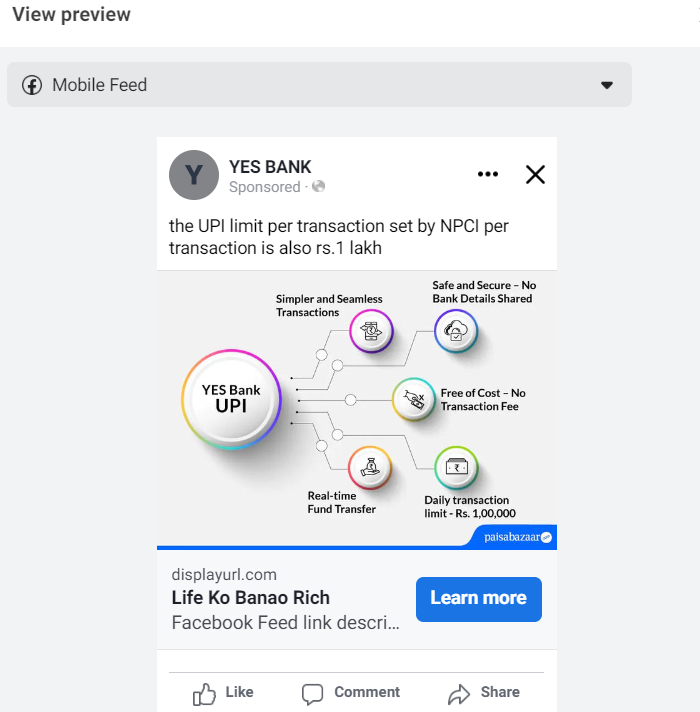 View preview
Mobile Feed
Y
YES BANK
Sponsored ·
the UPI limit per transaction set by NPCI per
transaction is also rs.1 lakh
Simpler and Seamless
Transactions
Safe and Secure – No
Bank Details Shared
YES Bank
UPI
Free of Cost – No
Transaction Fee
Real-time
Fund Transfer
Daily transaction
limit - Rs. 1,00,000
paisabazaar
displayurl.com
Life Ko Banao Rich
Facebook Feed link descri...
Learn more
Like
Comment
Share